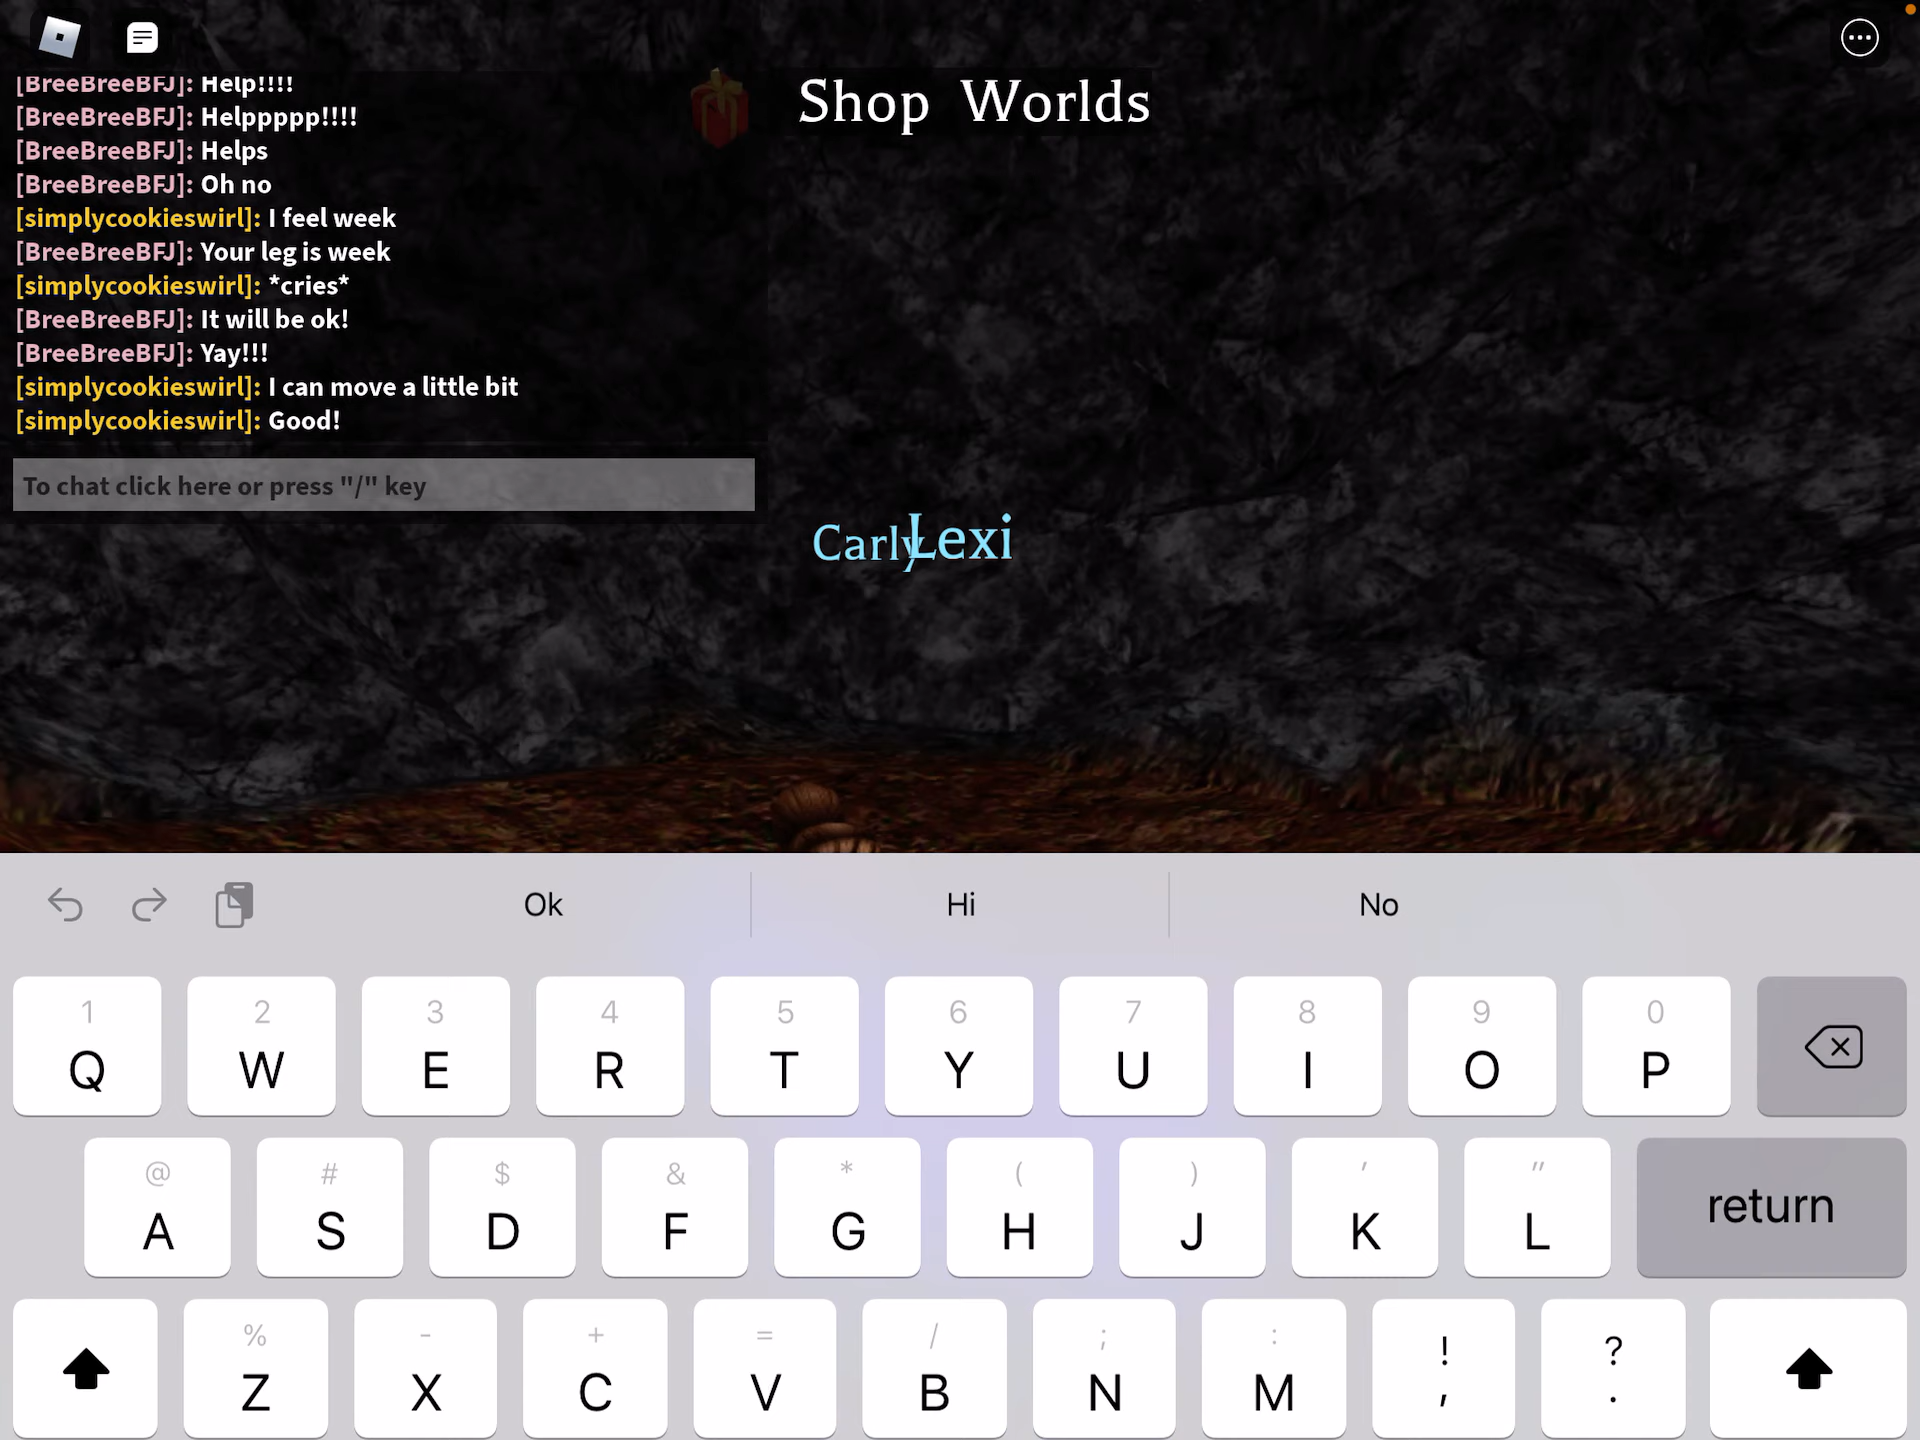 [BreeBreeBFJ]: Help!!!!
[BreeBreeBFJ]: Helppppp!!!!
[BreeBreeBFJ]: Helps
[BreeBreeBFJ]: Oh no
[simplycookieswirl]: I feel week
[BreeBreeBFJ]: Your leg is week
[simplycookieswirl]: *cries*
[BreeBreeBFJ]: It will be ok!
[BreeBreeBFJ]: Yay!!!
[simplycookieswirl]: I can move a little bit
[simplycookieswirl]: Good!
To chat click here or press "/" key
Shop Worlds
Carly Lexi
Ok Hi No
1 2 3 4 5 6 7 8 9 0
Q W E R T Y U I O P
@ # $ & * ( ) ' "
A S D F G H J K L return
% - + = / ; : ! ?
Z X C V B N M , .